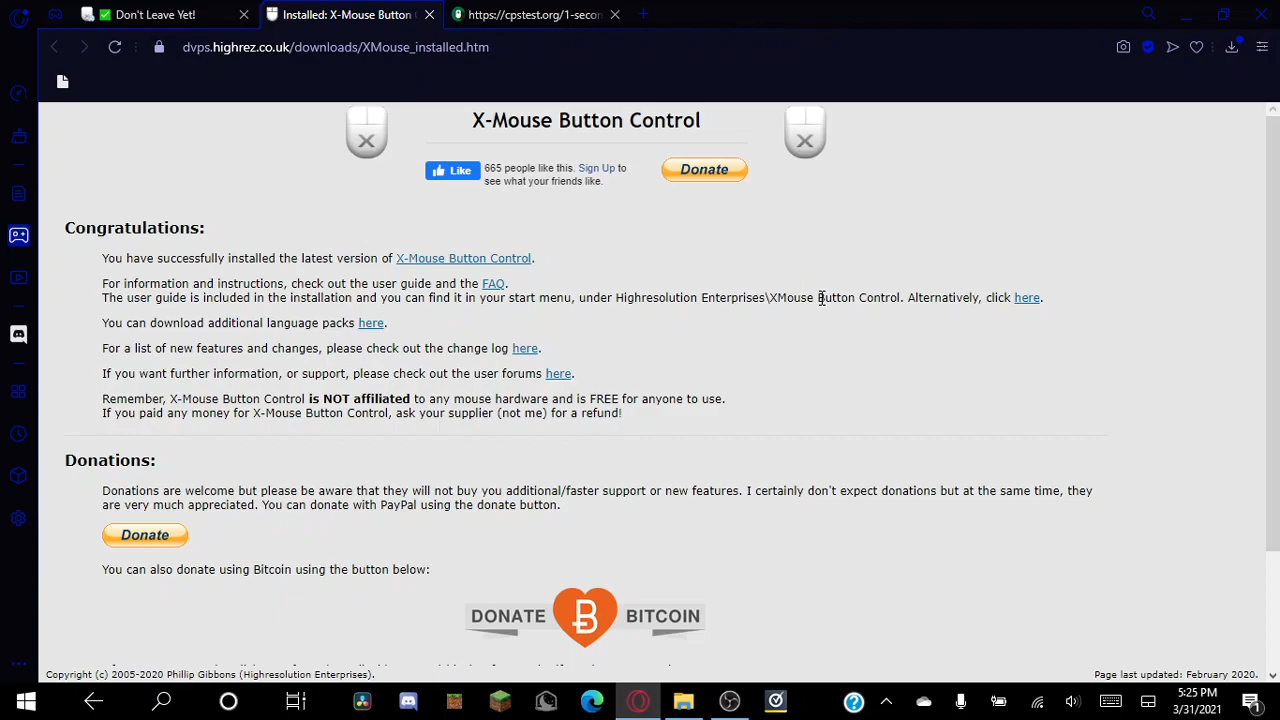 ✅ Don't Leave Yet!
Installed: X-Mouse Button
https://cpstest.org/1-secon
dvps.highrez.co.uk/downloads/XMouse_installed.htm
X-Mouse Button Control
Like
665 people like this. Sign Up to
see what your friends like.
Donate
Congratulations:
You have successfully installed the latest version of X-Mouse Button Control.
For information and instructions, check out the user guide and the FAQ.
The user guide is included in the installation and you can find it in your start menu, under Highresolution Enterprises\XMouse Button Control. Alternatively, click here.
You can download additional language packs here.
For a list of new features and changes, please check out the change log here.
If you want further information, or support, please check out the user forums here.
Remember, X-Mouse Button Control is NOT affiliated to any mouse hardware and is FREE for anyone to use.
If you paid any money for X-Mouse Button Control, ask your supplier (not me) for a refund!
Donations:
Donations are welcome but please be aware that they will not buy you additional/faster support or new features. I certainly don't expect donations but at the same time, they
are very much appreciated. You can donate with PayPal using the donate button.
Donate
You can also donate using Bitcoin using the button below:
DONATE B BITCOIN
Copyright (c) 2005-2020 Phillip Gibbons (Highresolution Enterprises).
Page last updated: February 2020.
5:25 PM
3/31/2021